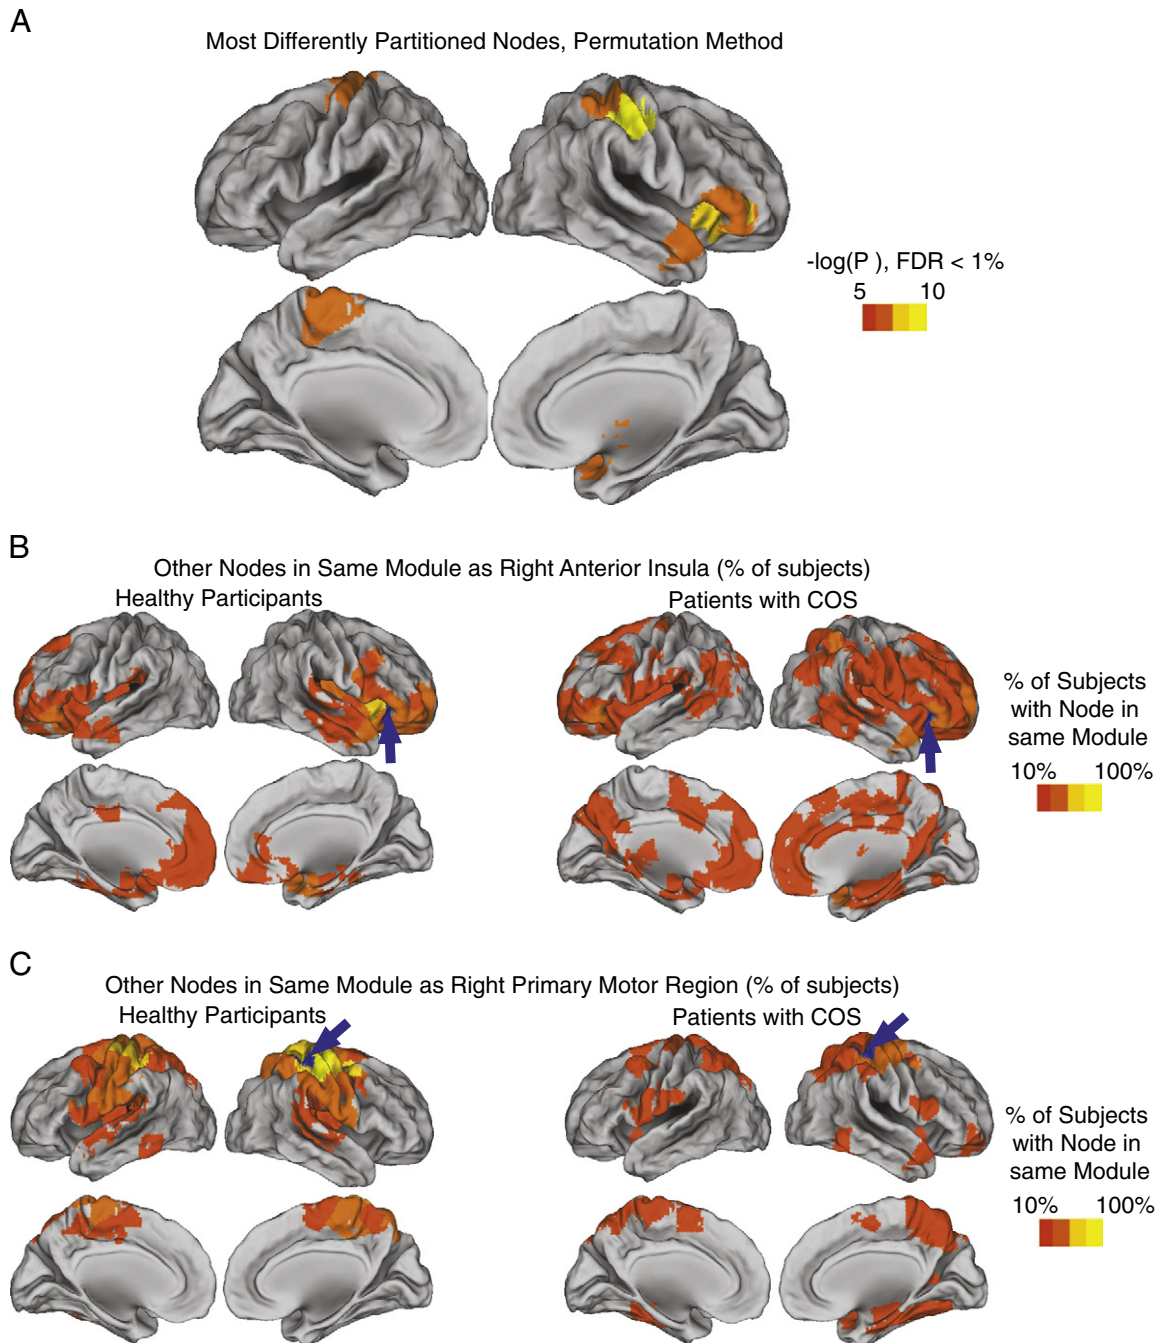 A
Most Differently Partitioned Nodes, Permutation Method
-log(P ), FDR < 1%
5 10
B
Other Nodes in Same Module as Right Anterior Insula (% of subjects)
Healthy Participants
Patients with COS
% of Subjects
with Node in
same Module
10% 100%
C
Other Nodes in Same Module as Right Primary Motor Region (% of subjects)
Healthy Participants
Patients with COS
% of Subjects
with Node in
same Module
10% 100%